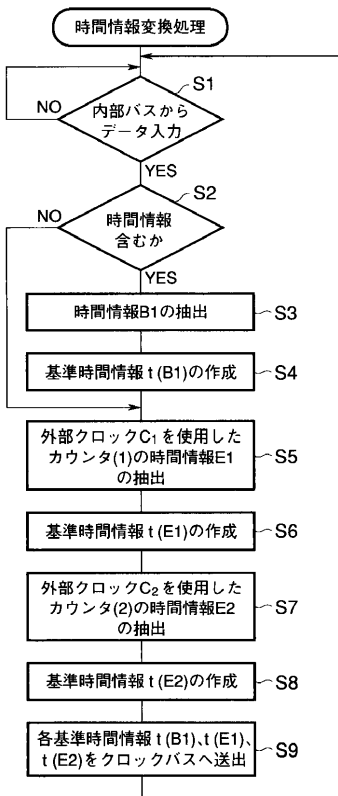 時間情報変換処理
S1
NO
内部バスから
データ入力
YES
S2
NO
時間情報
含むか
YES
時間情報B1の抽出
S3
基準時間情報 t (B1)の作成
S4
外部クロックC₁を使用した
カウンタ(1)の時間情報E1
の抽出
S5
基準時間情報 t (E1)の作成
S6
外部クロックC₂を使用した
カウンタ(2)の時間情報E2
の抽出
S7
基準時間情報 t (E2)の作成
S8
各基準時間情報 t (B1)、t (E1)、
t (E2)をクロックバスへ送出
S9